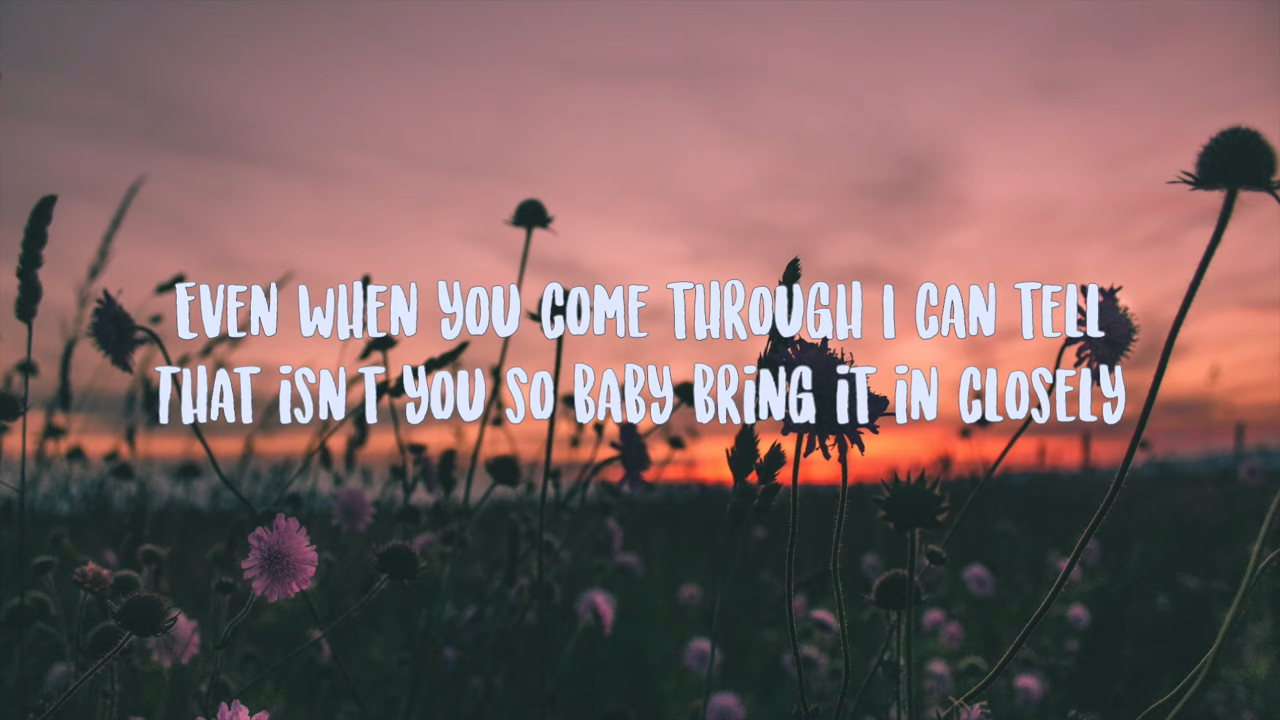 EVEN WHEN YOU COME THROUGH I CAN TELL
THAT iSN T YOU SO BABY BRiNG iT iN CLOSELY